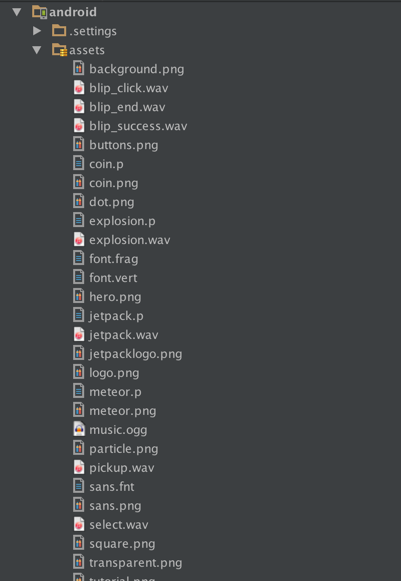 android
.settings
assets
background.png
blip_click.wav
blip_end.wav
blip_success.wav
buttons.png
coin.p
coin.png
dot.png
explosion.p
explosion.wav
font.frag
font.vert
hero.png
jetpack.p
jetpack.wav
jetpacklogo.png
logo.png
meteor.p
meteor.png
music.ogg
particle.png
pickup.wav
sans.fnt
sans.png
select.wav
square.png
transparent.png
tutorial.png